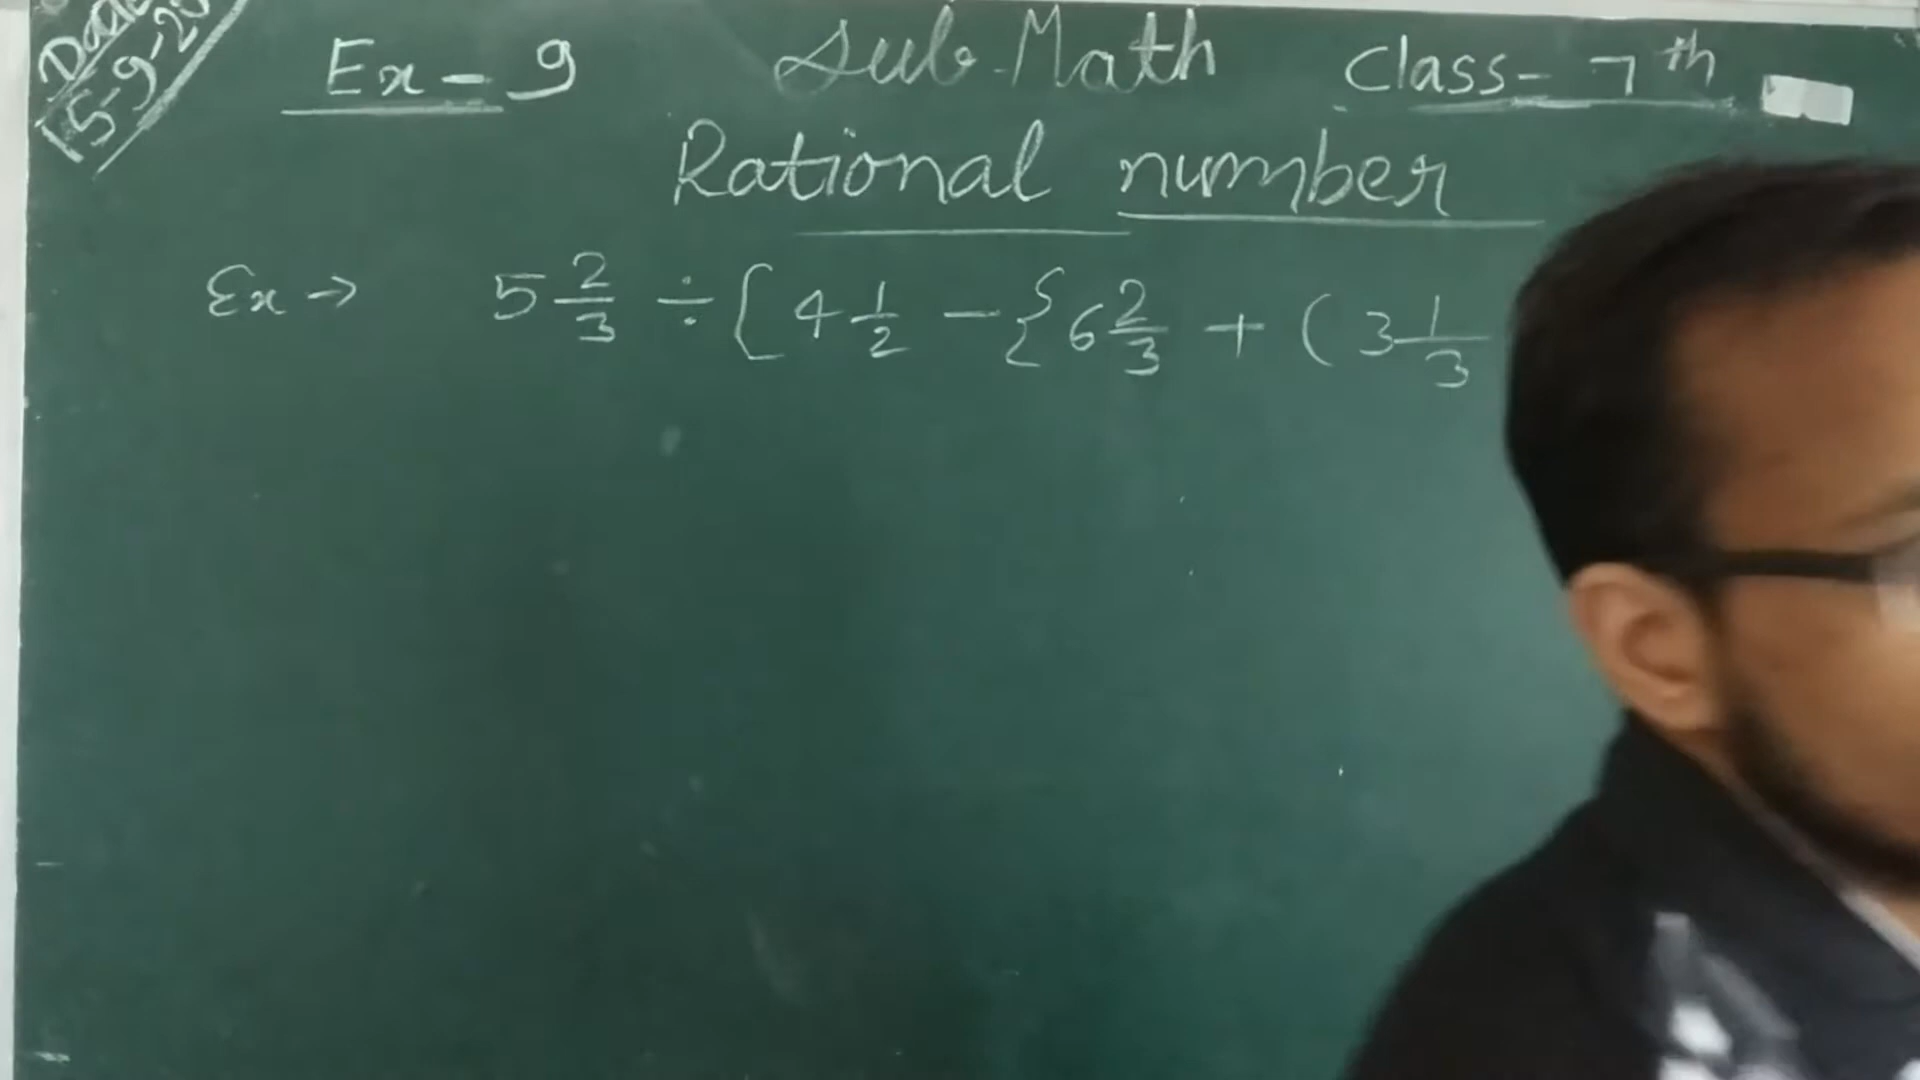 15-9-20
Ex-9 Sub-Math Class-7th
Rational number
Ex → 5 2/3 ÷ [ 4 1/2 - { 6 2/3 + ( 3 1/3